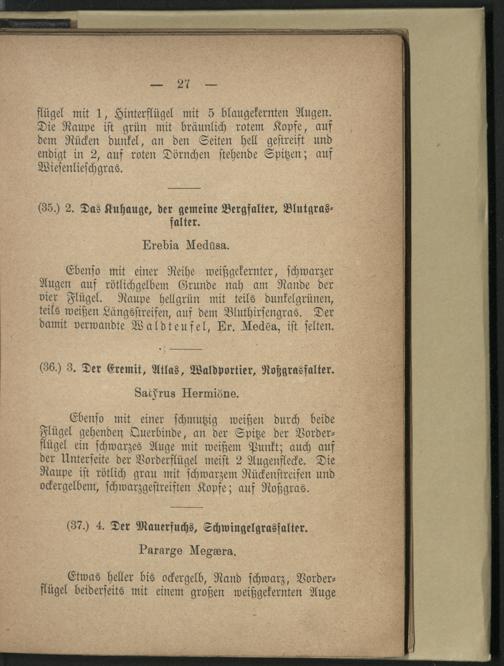 — 27 —
flügel mit 1, Hinterflügel mit 5 blaugekernten Augen.
Die Raupe ist grün mit bräunlich rotem Kopfe, auf
dem Rücken dunkel, an den Seiten hell gestreift und
endigt in 2, auf roten Dörnchen stehende Spitzen; auf
Wiesenlieschgras.
(35.) 2. Das Kuhauge, der gemeine Bergfalter, Blutgras-
falter.
Erebia Medūsa.
Ebenso mit einer Reihe weißgekernter, schwarzer
Augen auf rötlichgelbem Grunde nah am Rande der
vier Flügel. Raupe hellgrün mit teils dunkelgrünen,
teils weißen Längsstreifen, auf dem Bluthirsengras. Der
damit verwandte Waldteufel, Er. Medēa, ist selten.
(36.) 3. Der Eremit, Atlas, Waldportier, Roßgrasfalter.
Satȳrus Hermiōne.
Ebenso mit einer schmutzig weißen durch beide
Flügel gehenden Querbinde, an der Spitze der Vorder-
flügel ein schwarzes Auge mit weißem Punkt; auch auf
der Unterseite der Vorderflügel meist 2 Augenflecke. Die
Raupe ist rötlich grau mit schwarzem Rückenstreifen und
ockergelbem, schwarzgestreiften Kopfe; auf Roßgras.
(37.) 4. Der Mauerfuchs, Schwingelgrasfalter.
Pararge Megæra.
Etwas heller bis ockergelb, Rand schwarz, Vorder-
flügel beiderseits mit einem großen weißgekernten Auge